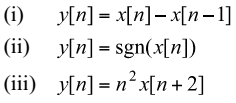 (i) y[n] = x[n] − x[n − 1]
(ii) y[n] = sgn(x[n])
(iii) y[n] = n²x[n + 2]